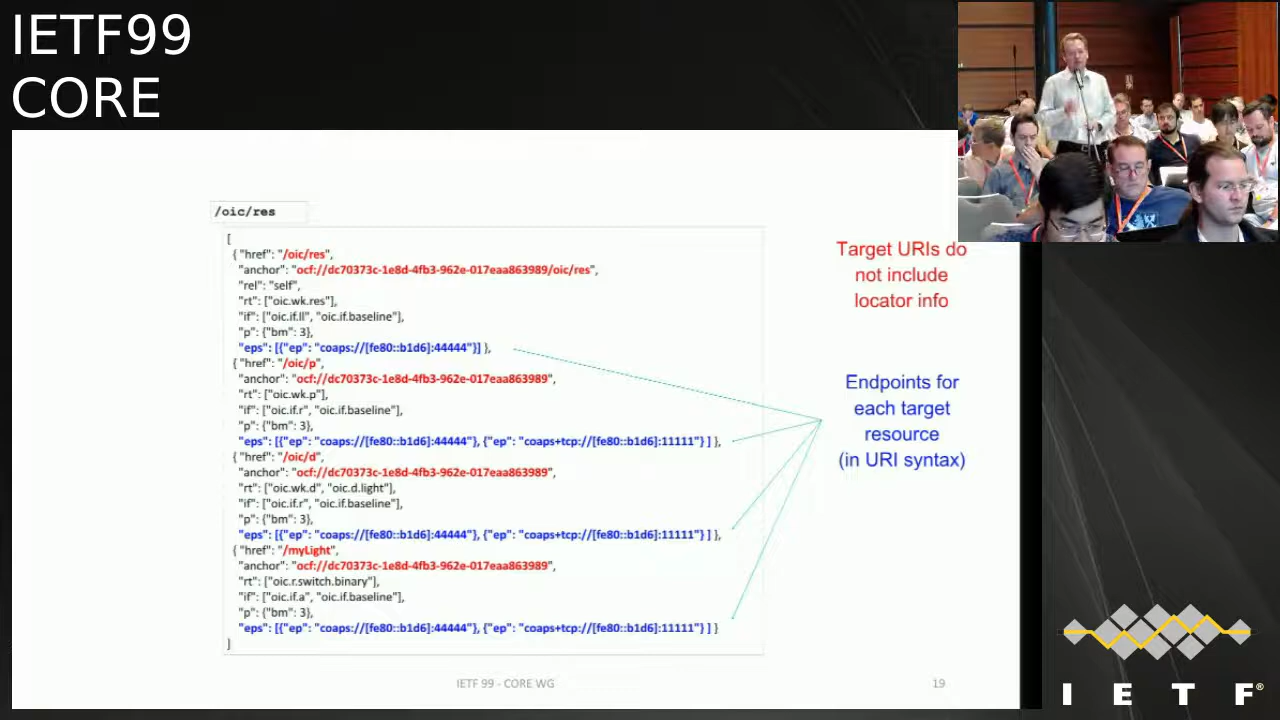 IETF99
CORE
/oic/res
[
{ "href": "/oic/res",
"anchor": "ocf://dc70373c-1e8d-4fb3-962e-017eaa863989/oic/res",
"rel": "self",
"rt": ["oic.wk.res"],
"if": ["oic.if.ll", "oic.if.baseline"],
"p": {"bm": 3},
"eps": [{"ep": "coaps://[fe80::b1d6]:44444"}] },
{ "href": "/oic/p",
"anchor": "ocf://dc70373c-1e8d-4fb3-962e-017eaa863989",
"rt": ["oic.wk.p"],
"if": ["oic.if.r", "oic.if.baseline"],
"p": {"bm": 3},
"eps": [{"ep": "coaps://[fe80::b1d6]:44444"}, {"ep": "coaps+tcp://[fe80::b1d6]:11111"} ] },
{ "href": "/oic/d",
"anchor": "ocf://dc70373c-1e8d-4fb3-962e-017eaa863989",
"rt": ["oic.wk.d", "oic.d.light"],
"if": ["oic.if.r", "oic.if.baseline"],
"p": {"bm": 3},
"eps": [{"ep": "coaps://[fe80::b1d6]:44444"}, {"ep": "coaps+tcp://[fe80::b1d6]:11111"} ] },
{ "href": "/myLight",
"anchor": "ocf://dc70373c-1e8d-4fb3-962e-017eaa863989",
"rt": ["oic.r.switch.binary"],
"if": ["oic.if.a", "oic.if.baseline"],
"p": {"bm": 3},
"eps": [{"ep": "coaps://[fe80::b1d6]:44444"}, {"ep": "coaps+tcp://[fe80::b1d6]:11111"} ] }
]
Target URIs do
not include
locator info
Endpoints for
each target
resource
(in URI syntax)
IETF 99 - CORE WG
19
I E T F®